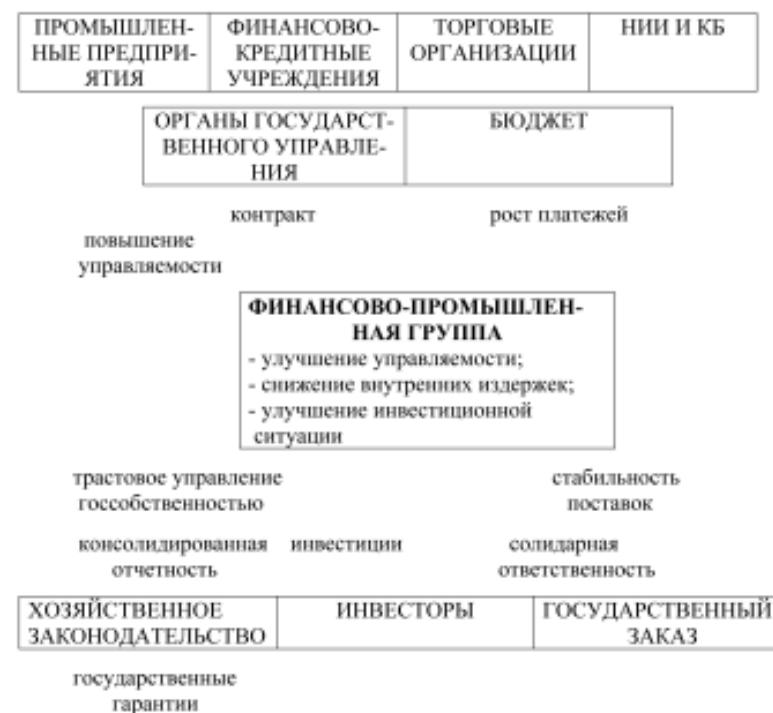 ПРОМЫШЛЕН-
НЫЕ ПРЕДПРИ-
ЯТИЯ
ФИНАНСОВО-
КРЕДИТНЫЕ
УЧРЕЖДЕНИЯ
ТОРГОВЫЕ
ОРГАНИЗАЦИИ
НИИ И КБ
ОРГАНЫ ГОСУДАРСТ-
ВЕННОГО УПРАВЛЕ-
НИЯ
БЮДЖЕТ
контракт
рост платежей
повышение
управляемости
ФИНАНСОВО-ПРОМЫШЛЕН-
НАЯ ГРУППА
- улучшение управляемости;
- снижение внутренних издержек;
- улучшение инвестиционной
ситуации
трастовое управление
госсобственностью
стабильность
поставок
консолидированная
отчетность
инвестиции
солидарная
ответственность
ХОЗЯЙСТВЕННОЕ
ЗАКОНОДАТЕЛЬСТВО
ИНВЕСТОРЫ
ГОСУДАРСТВЕННЫЙ
ЗАКАЗ
государственные
гарантии